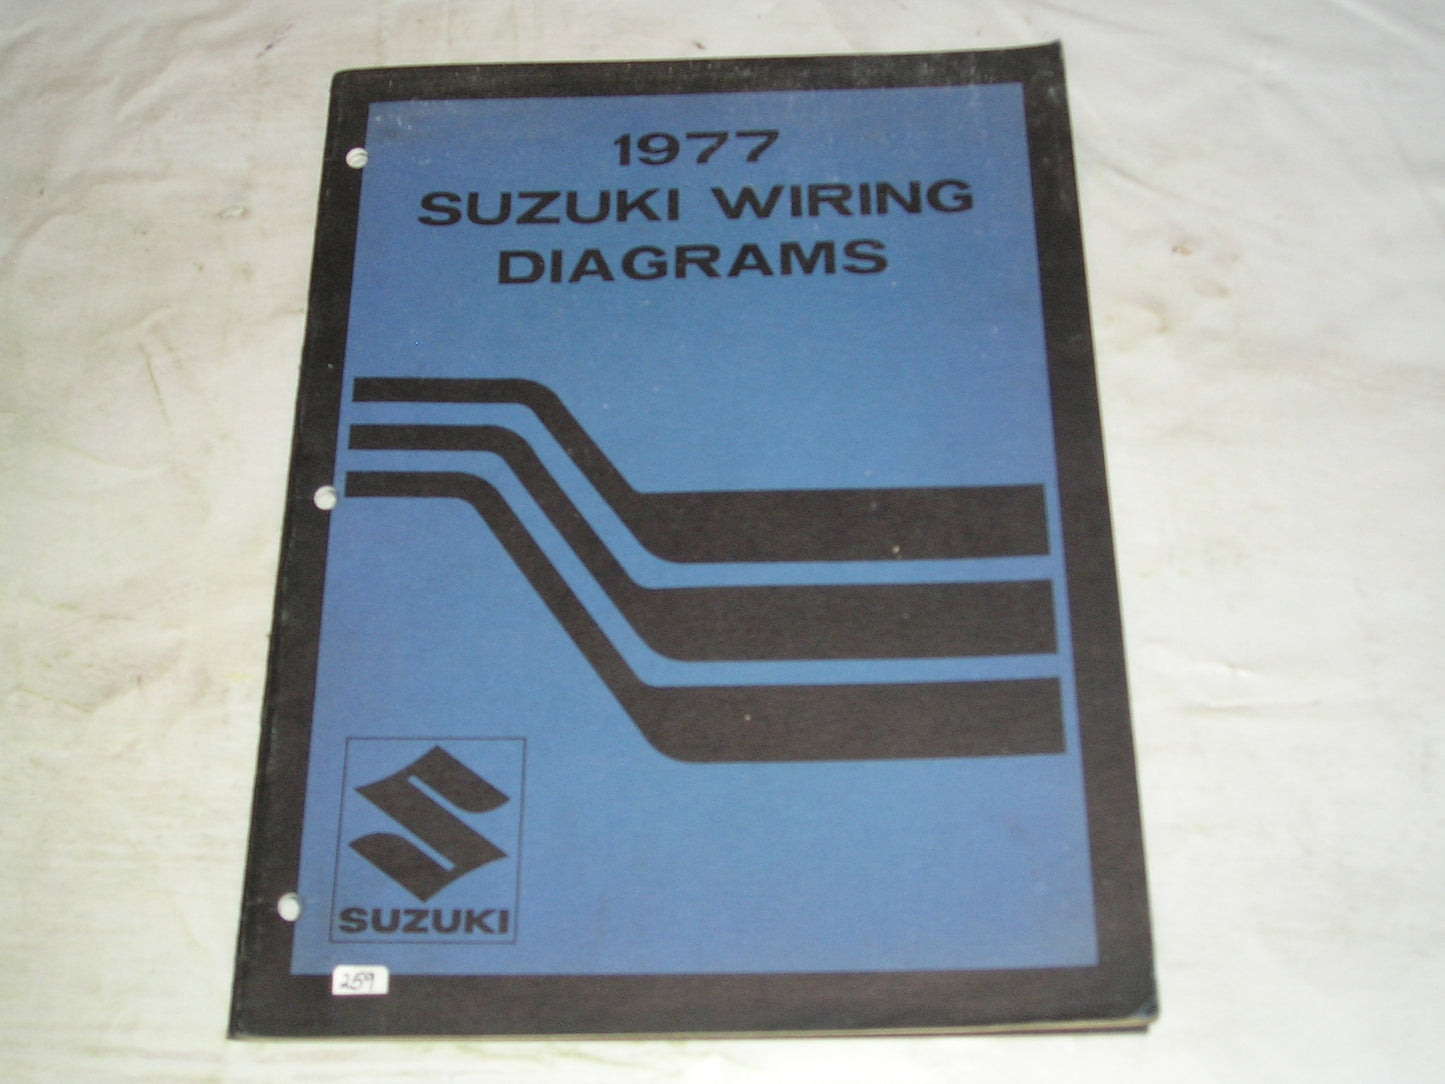 1977
SUZUKI WIRING
DIAGRAMS
SUZUKI
259